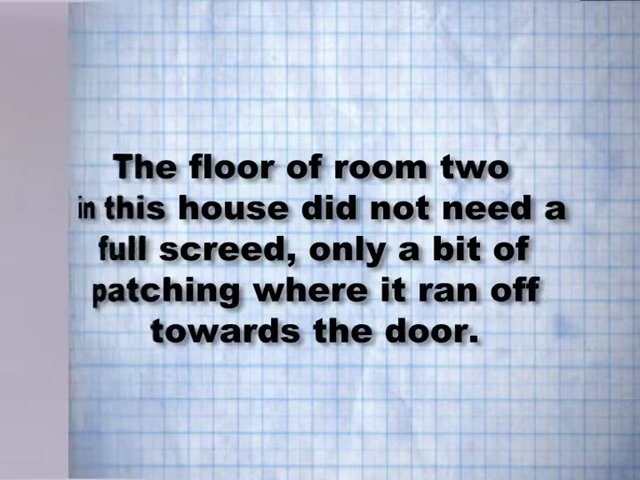 The floor of room two
in this house did not need a
full screed, only a bit of
patching where it ran off
towards the door.